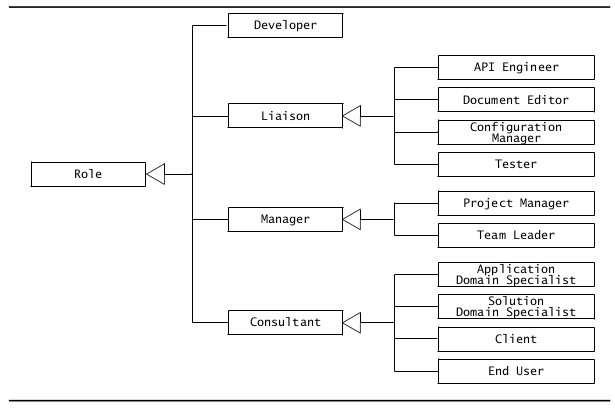 Developer
API Engineer
Document Editor
Liaison
Configuration
Manager
Tester
Role
Project Manager
Manager
Team Leader
Application
Domain Specialist
Solution
Domain Specialist
Consultant
Client
End User